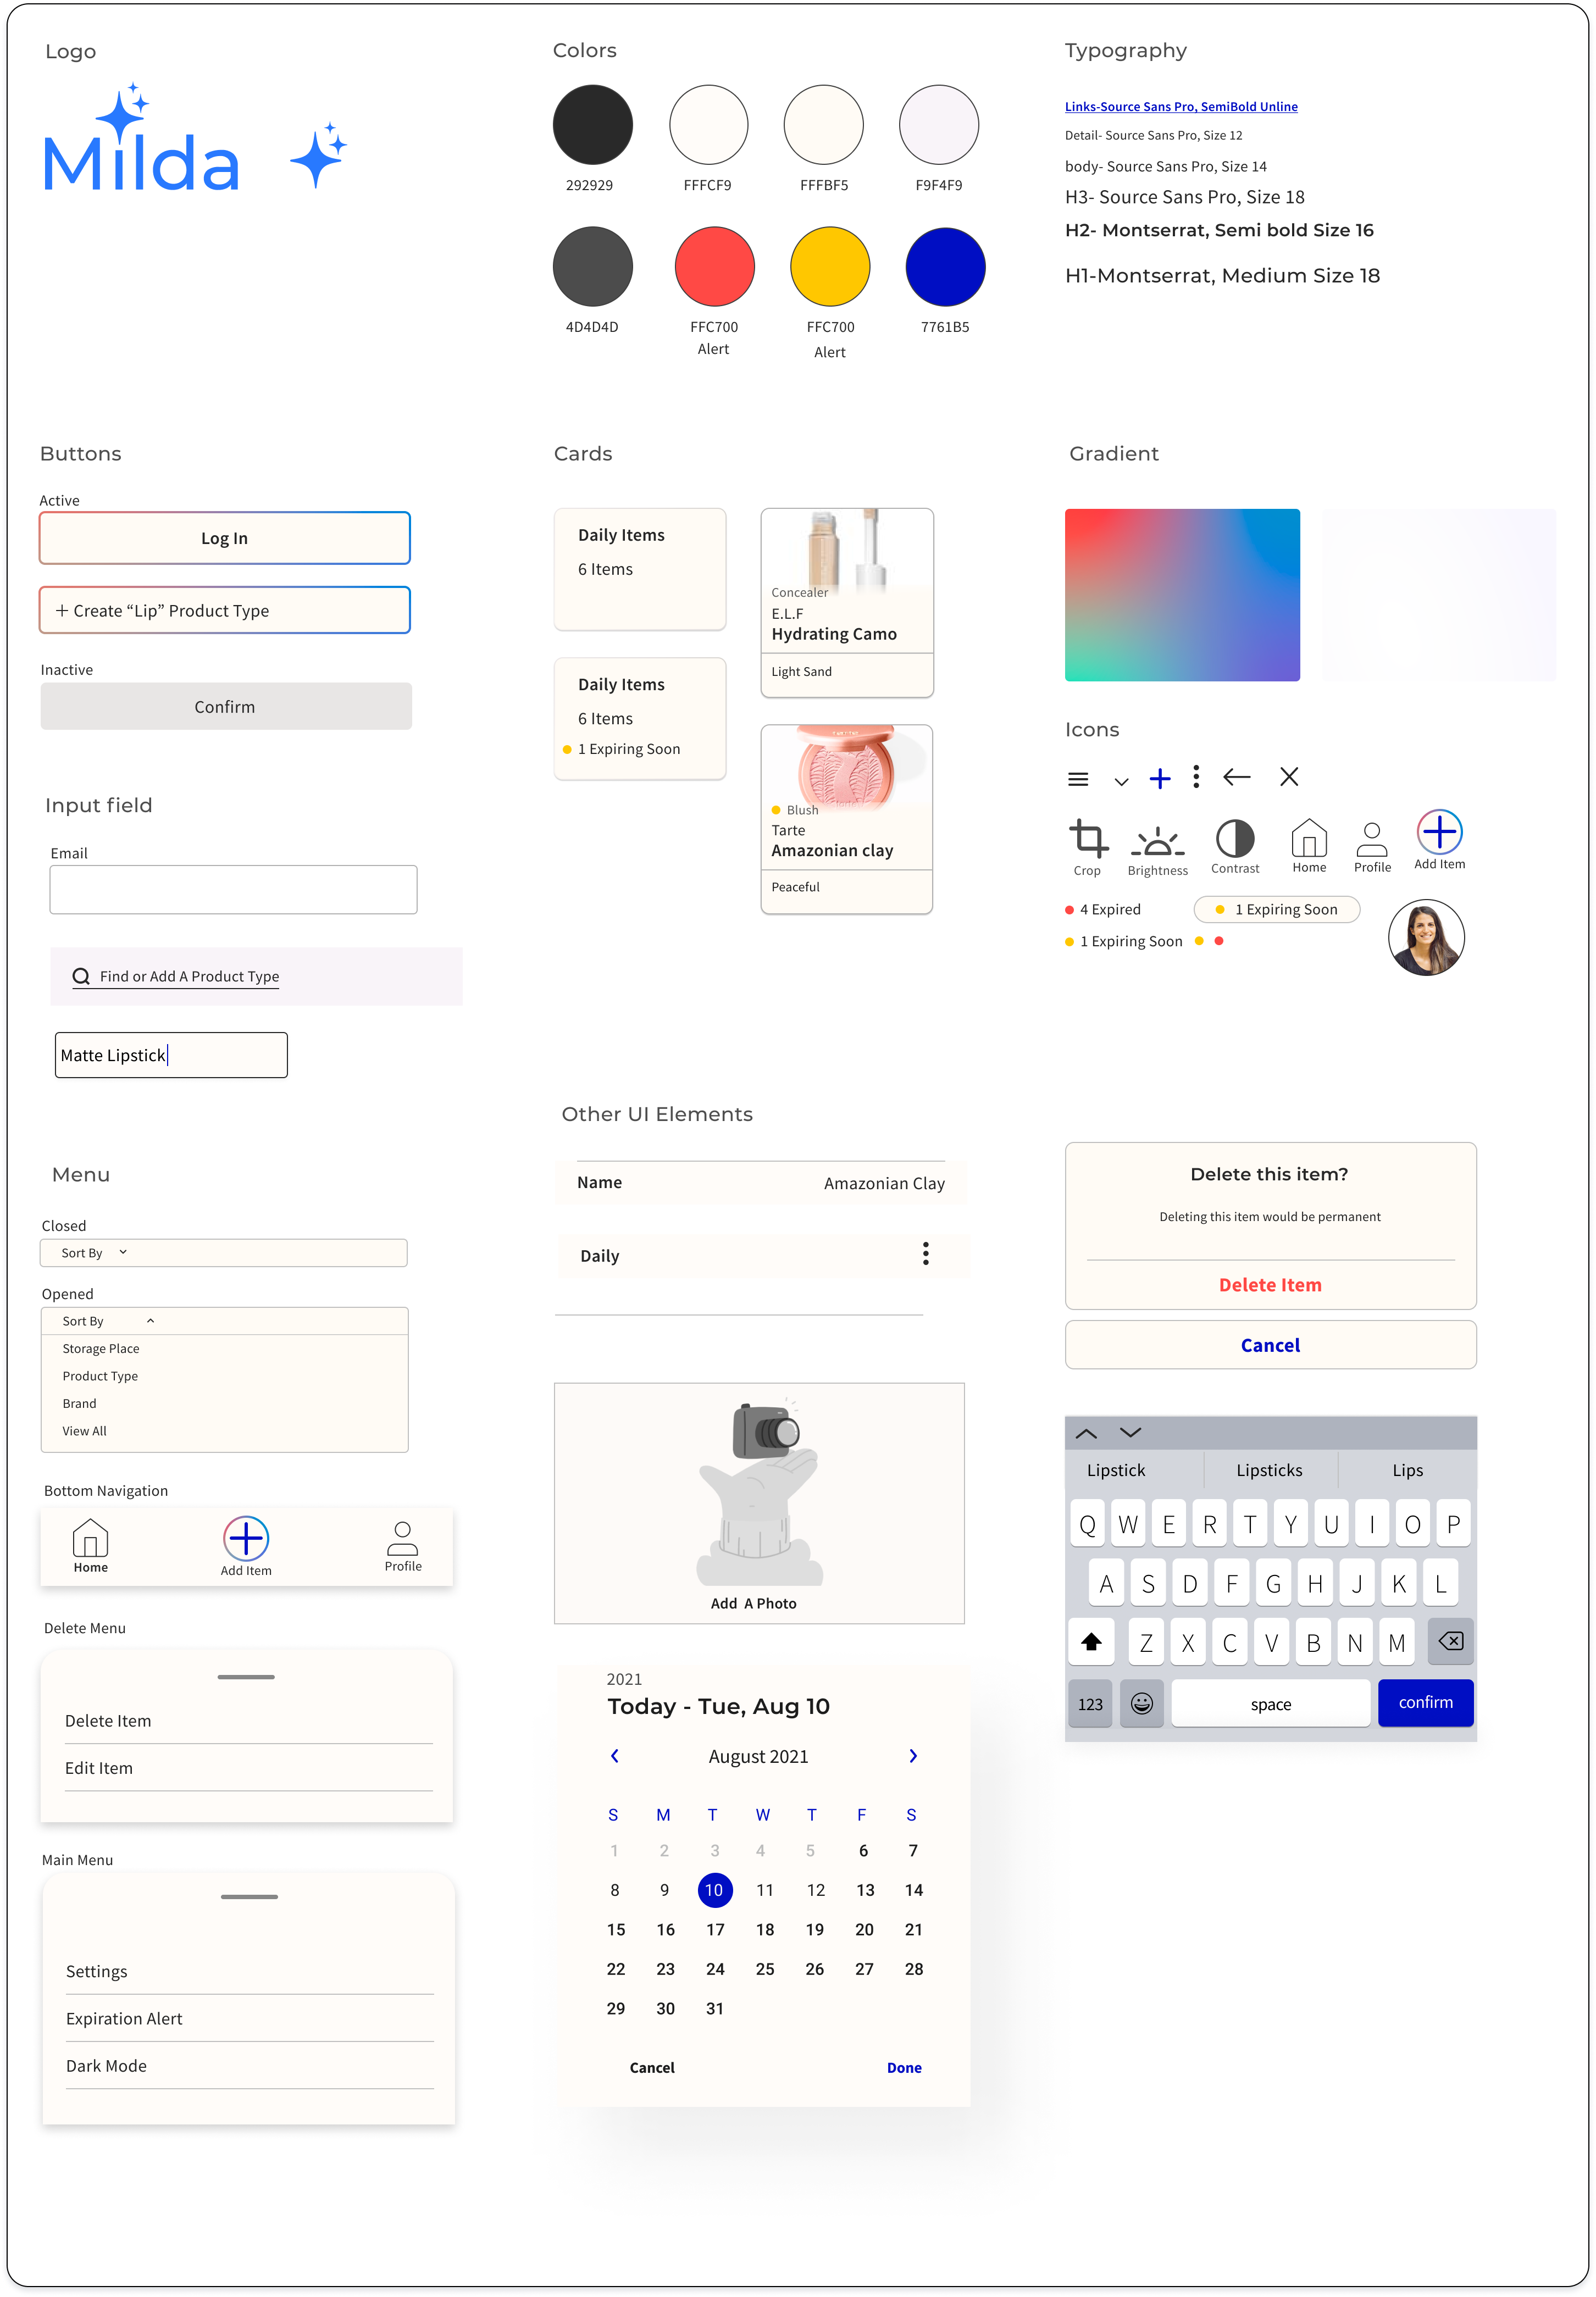 Logo
Milda
Colors
292929
FFFCF9
FFFBF5
F9F4F9
4D4D4D
FFC700
Alert
FFC700
Alert
7761B5
Typography
Links-Source Sans Pro, SemiBold Unline
Detail- Source Sans Pro, Size 12
body- Source Sans Pro, Size 14
H3- Source Sans Pro, Size 18
H2- Montserrat, Semi bold Size 16
H1-Montserrat, Medium Size 18
Buttons
Active
Log In
+ Create “Lip” Product Type
Inactive
Confirm
Cards
Daily Items
6 Items
Daily Items
6 Items
1 Expiring Soon
Concealer
E.L.F
Hydrating Camo
Light Sand
Blush
Tarte
Amazonian clay
Peaceful
Gradient
Icons
Crop
Brightness
Contrast
Home
Profile
Add Item
4 Expired
1 Expiring Soon
1 Expiring Soon
Input field
Email
Find or Add A Product Type
Matte Lipstick
Menu
Closed
Sort By
Opened
Sort By
Storage Place
Product Type
Brand
View All
Bottom Navigation
Home
Add Item
Profile
Delete Menu
Delete Item
Edit Item
Main Menu
Settings
Expiration Alert
Dark Mode
Other UI Elements
Name Amazonian Clay
Daily
Add A Photo
2021
Today - Tue, Aug 10
August 2021
S M T W T F S
1 2 3 4 5 6 7
8 9 10 11 12 13 14
15 16 17 18 19 20 21
22 23 24 25 26 27 28
29 30 31
Cancel Done
Delete this item?
Deleting this item would be permanent
Delete Item
Cancel
Lipstick Lipsticks Lips
Q W E R T Y U I O P
A S D F G H J K L
Z X C V B N M
123 space confirm